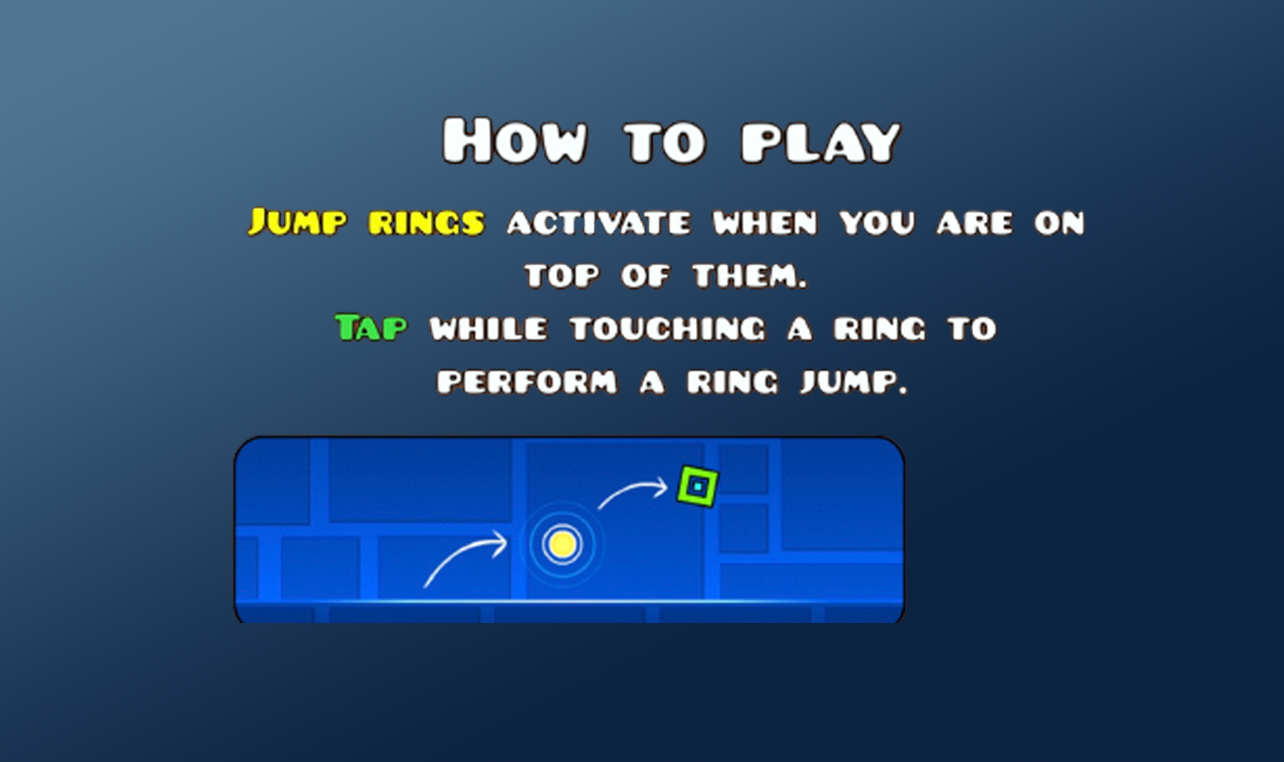 How to play
Jump rings activate when you are on
top of them.
Tap while touching a ring to
perform a ring jump.